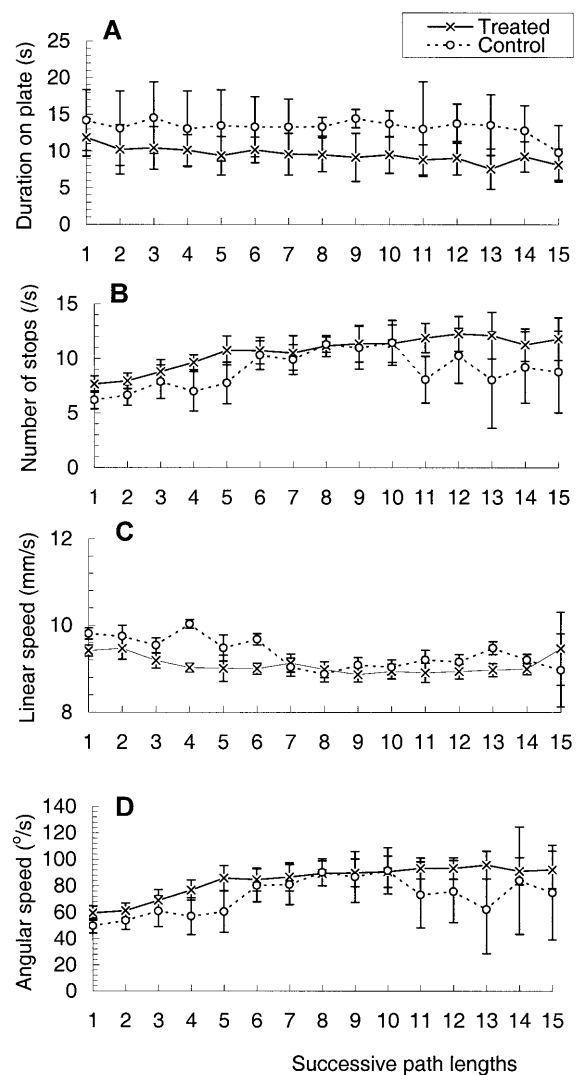 A
Treated
Control
Duration on plate (s)
20
15
10
5
0
1 2 3 4 5 6 7 8 9 10 11 12 13 14 15
B
Number of stops (/s)
15
10
5
0
1 2 3 4 5 6 7 8 9 10 11 12 13 14 15
C
Linear speed (mm/s)
12
10
8
1 2 3 4 5 6 7 8 9 10 11 12 13 14 15
D
Angular speed (°/s)
140
120
100
80
60
40
20
0
1 2 3 4 5 6 7 8 9 10 11 12 13 14 15
Successive path lengths